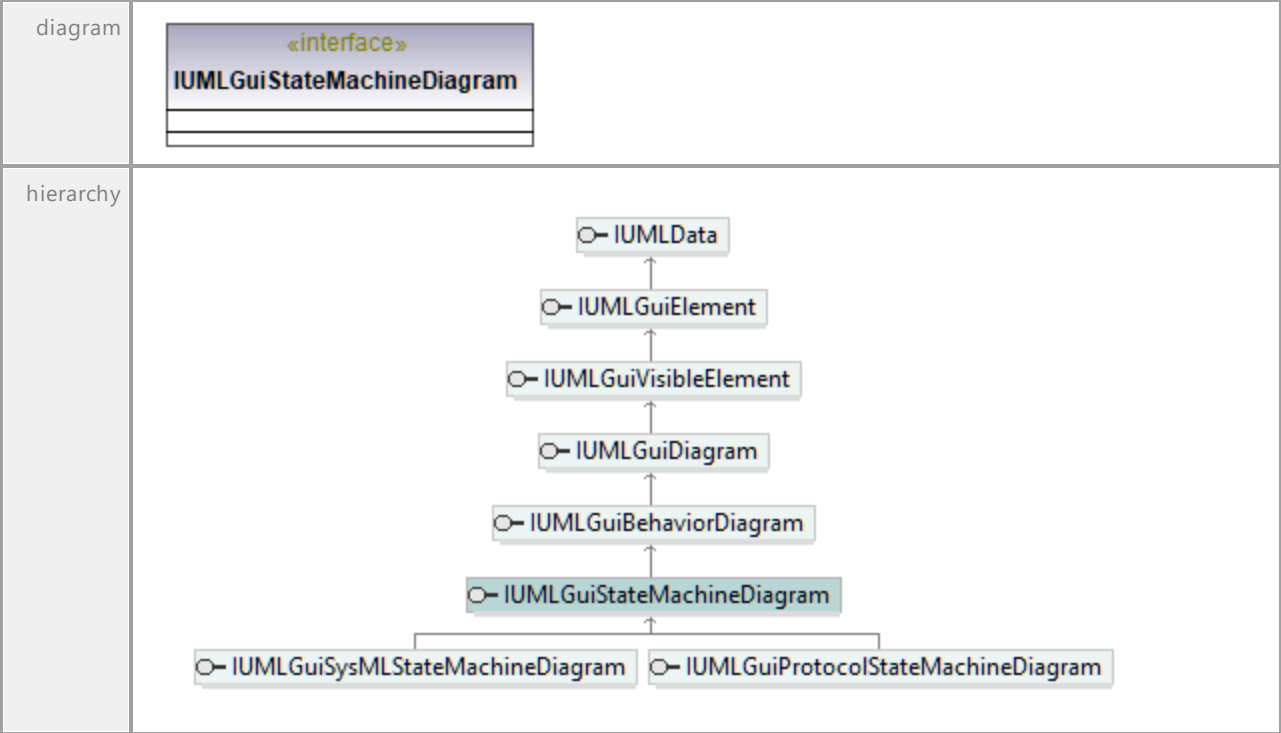 diagram
«interface»
IUMLGuiStateMachineDiagram
hierarchy
IUMLData
IUMLGuiElement
IUMLGuiVisibleElement
IUMLGuiDiagram
IUMLGuiBehaviorDiagram
IUMLGuiStateMachineDiagram
IUMLGuiSysMLStateMachineDiagram IUMLGuiProtocolStateMachineDiagram